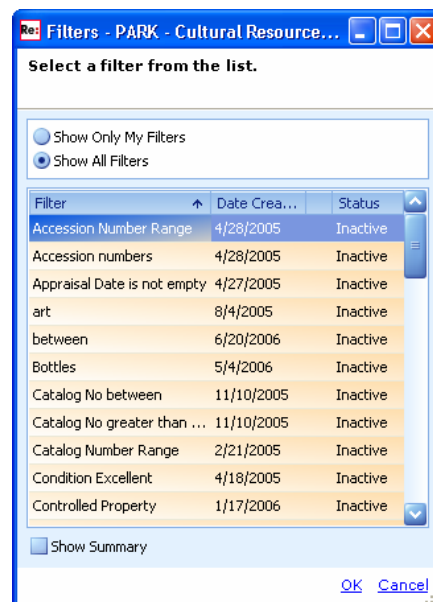 Re: Filters - PARK - Cultural Resource...
Select a filter from the list.
Show Only My Filters
Show All Filters
Filter Date Crea... Status
Accession Number Range 4/28/2005 Inactive
Accession numbers 4/28/2005 Inactive
Appraisal Date is not empty 4/27/2005 Inactive
art 8/4/2005 Inactive
between 6/20/2006 Inactive
Bottles 5/4/2006 Inactive
Catalog No between 11/10/2005 Inactive
Catalog No greater than ... 11/10/2005 Inactive
Catalog Number Range 2/21/2005 Inactive
Condition Excellent 4/18/2005 Inactive
Controlled Property 1/17/2006 Inactive
Show Summary
OK Cancel